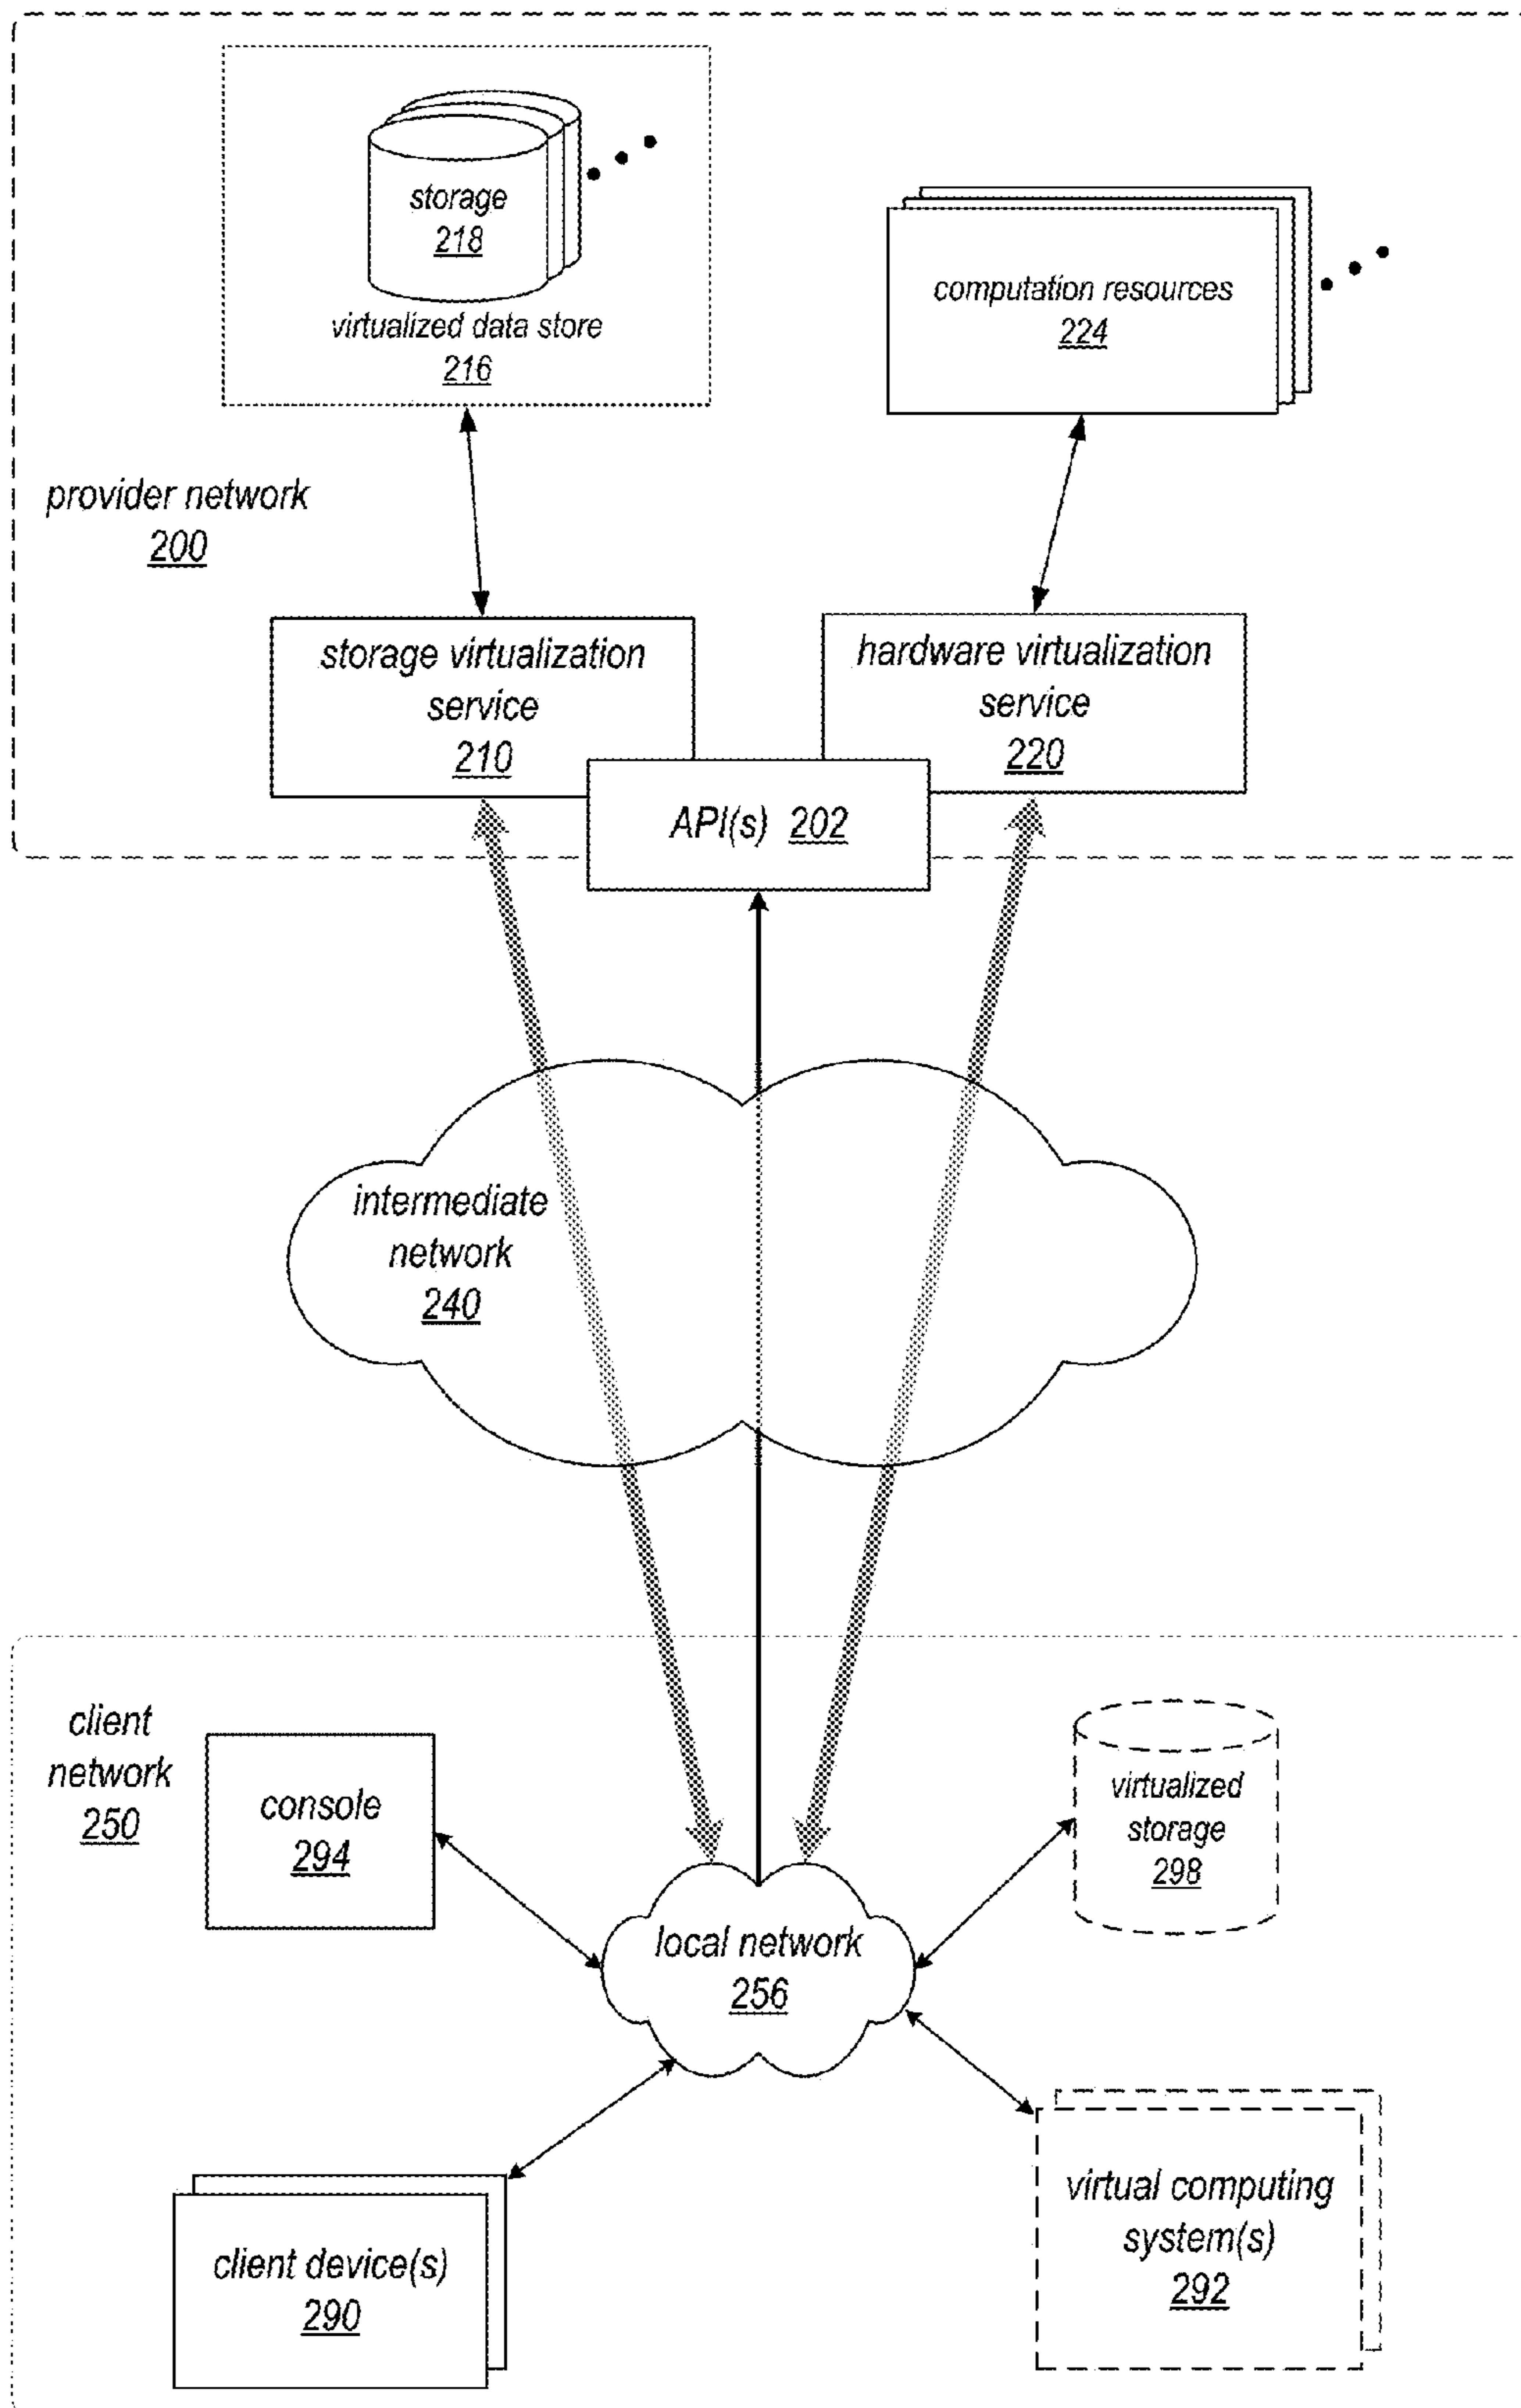 storage
218
virtualized data store
216
computation resources
224
provider network
200
storage virtualization
service
210
hardware virtualization
service
220
API(s) 202
intermediate
network
240
client
network
250
console
294
virtualized
storage
298
local network
256
client device(s)
290
virtual computing
system(s)
292